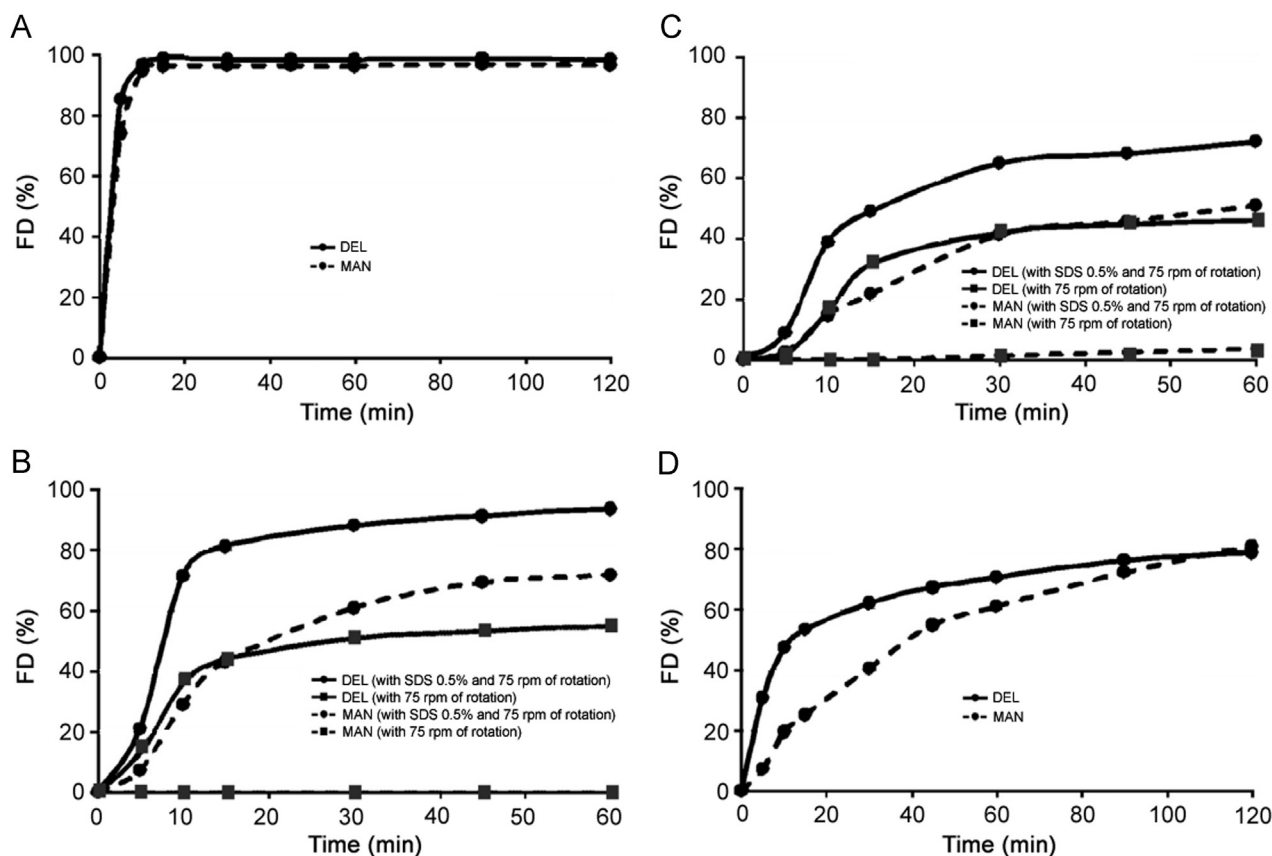 A
FD (%)
100
80
60
40
20
0
DEL
MAN
0 20 40 60 80 100 120
Time (min)
B
FD (%)
100
80
60
40
20
0
DEL (with SDS 0.5% and 75 rpm of rotation)
DEL (with 75 rpm of rotation)
MAN (with SDS 0.5% and 75 rpm of rotation)
MAN (with 75 rpm of rotation)
0 10 20 30 40 50 60
Time (min)
C
FD (%)
100
80
60
40
20
0
DEL (with SDS 0.5% and 75 rpm of rotation)
DEL (with 75 rpm of rotation)
MAN (with SDS 0.5% and 75 rpm of rotation)
MAN (with 75 rpm of rotation)
0 10 20 30 40 50 60
Time (min)
D
FD (%)
100
80
60
40
20
0
DEL
MAN
0 20 40 60 80 100 120
Time (min)